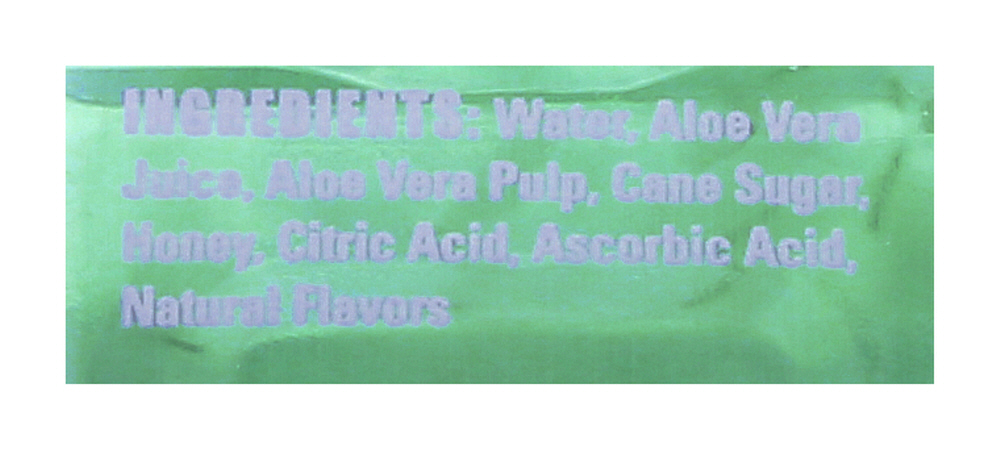 INGREDIENTS: Water, Aloe Vera
Juice, Aloe Vera Pulp, Cane Sugar,
Honey, Citric Acid, Ascorbic Acid,
Natural Flavors